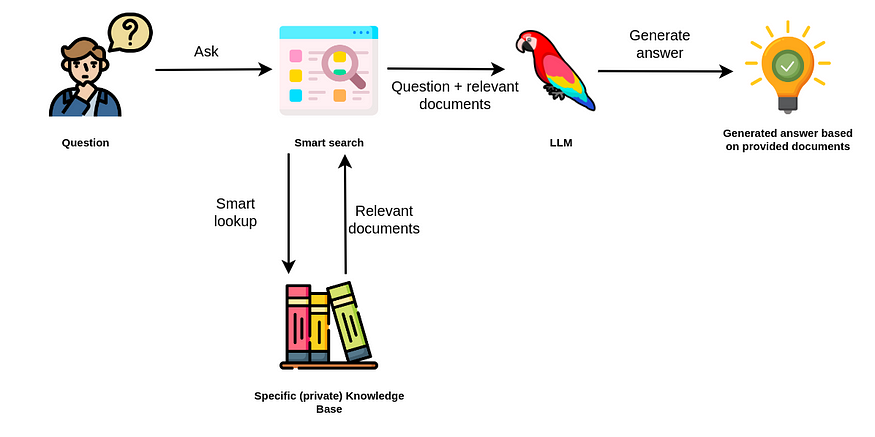 ?
Ask
Generate
answer
Question + relevant
documents
Question
Smart search
LLM
Generated answer based
on provided documents
Smart
lookup
Relevant
documents
Specific (private) Knowledge
Base